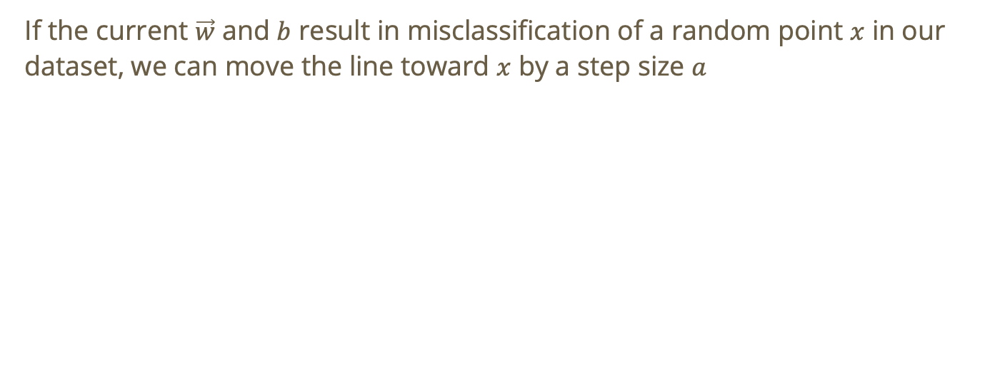 If the current $\vec{w}$ and $b$ result in misclassification of a random point $x$ in our
dataset, we can move the line toward $x$ by a step size $a$